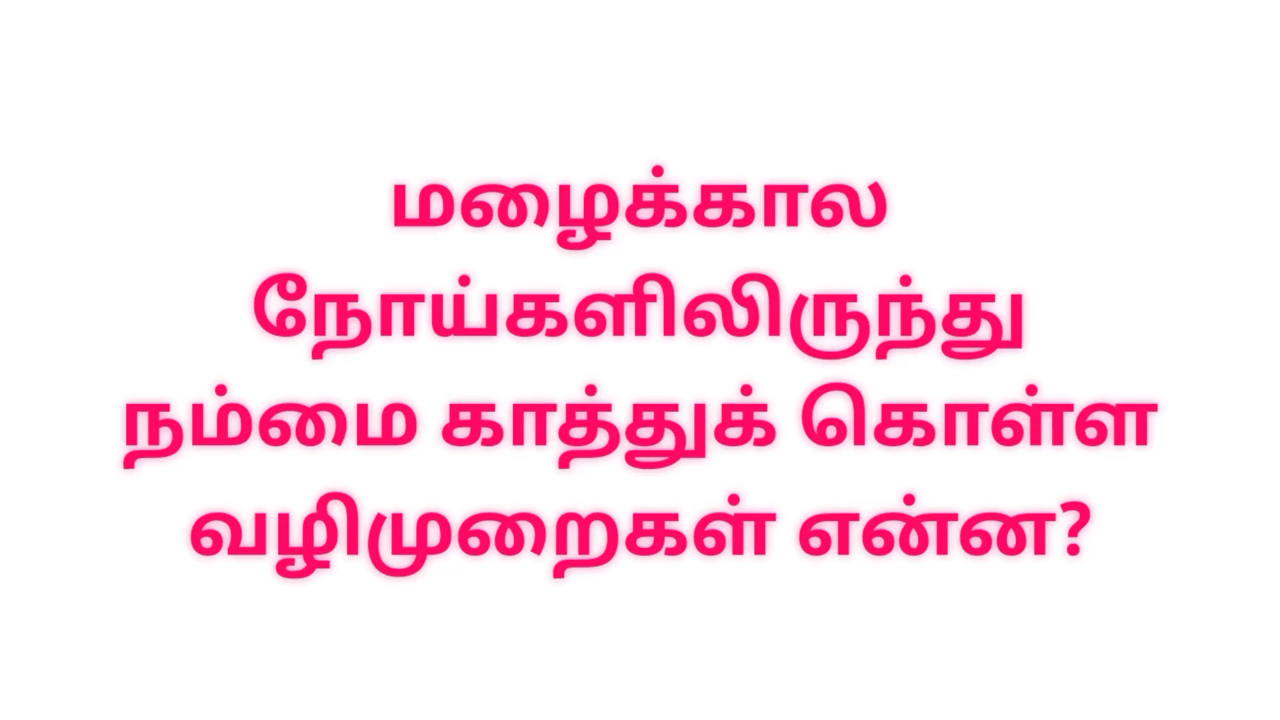 மழைக்கால
நோய்களிலிருந்து
நம்மை காத்துக் கொள்ள
வழிமுறைகள் என்ன?